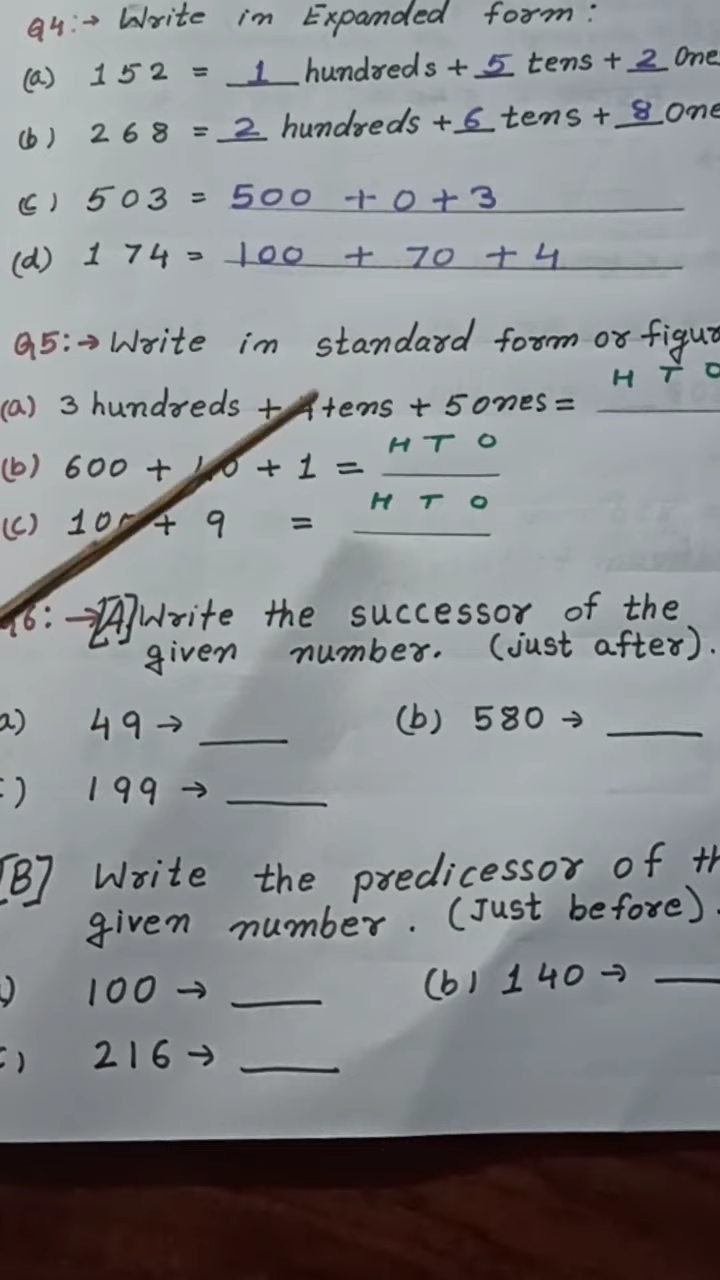 Q4:→ Write in Expanded form:
(a) 152 = 1 hundreds + 5 tens + 2 One
(b) 268 = 2 hundreds + 6 tens + 8 One
(c) 503 = 500 + 0 + 3
(d) 174 = 100 + 70 + 4
Q5:→ Write in standard form or
H T O
(a) 3 hundreds + tens + 5 ones =
H T O
(b) 600 + + 1 =
H T O
(c) + 9 =
6:→[A] Write the successor of the
given number. (just after).
a) 49 → (b) 580 →
) 199 →
[B] Write the predicessor of
given number. (Just before).
) 100 → (b) 140 →
) 216 →